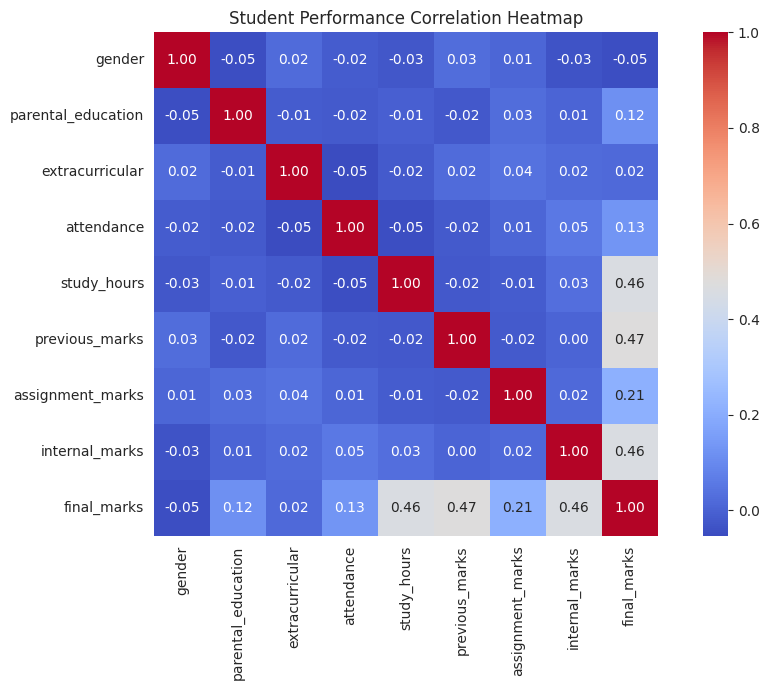 Student Performance Correlation Heatmap
gender 1.00 -0.05 0.02 -0.02 -0.03 0.03 0.01 -0.03 -0.05
parental_education -0.05 1.00 -0.01 -0.02 -0.01 -0.02 0.03 0.01 0.12
extracurricular 0.02 -0.01 1.00 -0.05 -0.02 0.02 0.04 0.02 0.02
attendance -0.02 -0.02 -0.05 1.00 -0.05 -0.02 0.01 0.05 0.13
study_hours -0.03 -0.01 -0.02 -0.05 1.00 -0.02 -0.01 0.03 0.46
previous_marks 0.03 -0.02 0.02 -0.02 -0.02 1.00 -0.02 0.00 0.47
assignment_marks 0.01 0.03 0.04 0.01 -0.01 -0.02 1.00 0.02 0.21
internal_marks -0.03 0.01 0.02 0.05 0.03 0.00 0.02 1.00 0.46
final_marks -0.05 0.12 0.02 0.13 0.46 0.47 0.21 0.46 1.00
gender
parental_education
extracurricular
attendance
study_hours
previous_marks
assignment_marks
internal_marks
final_marks
1.0
0.8
0.6
0.4
0.2
0.0